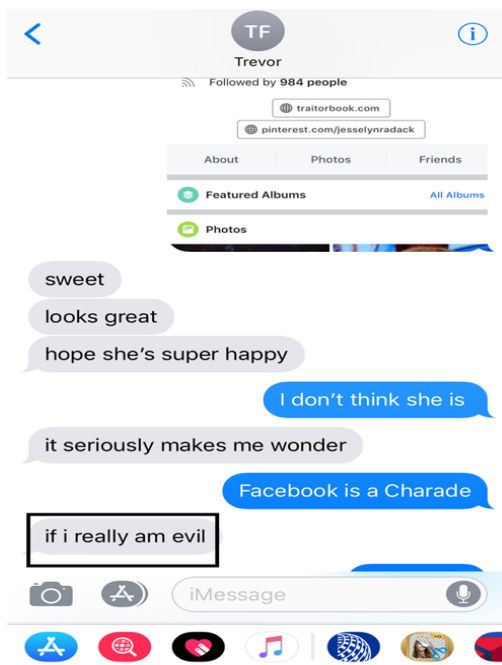 TF
Trevor
Followed by 984 people
traitorbook.com
pinterest.com/jesselynradack
About Photos Friends
Featured Albums All Albums
Photos
sweet
looks great
hope she's super happy
I don't think she is
it seriously makes me wonder
Facebook is a Charade
if i really am evil
iMessage